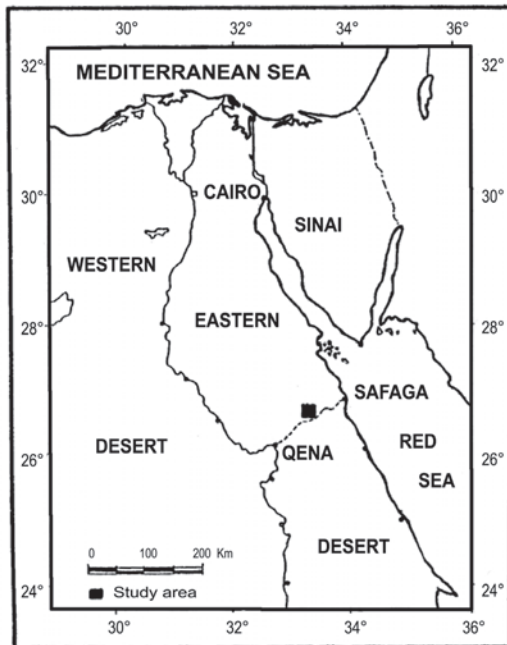 30° 32° 34° 36°
32° 32°
MEDITERRANEAN SEA
30° CAIRO 30°
SINAI
WESTERN
EASTERN
28° 28°
SAFAGA
RED
26° QENA 26°
SEA
DESERT
DESERT
0 100 200 Km
24° Study area 24°
30° 32° 34° 36°